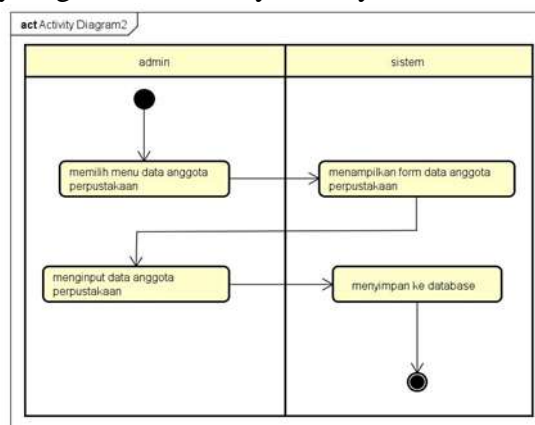 act Activity Diagram2
admin
sistem
memilih menu data anggota
perpustakaan
menampilkan form data anggota
perpustakaan
menginput data anggota
perpustakaan
menyimpan ke database